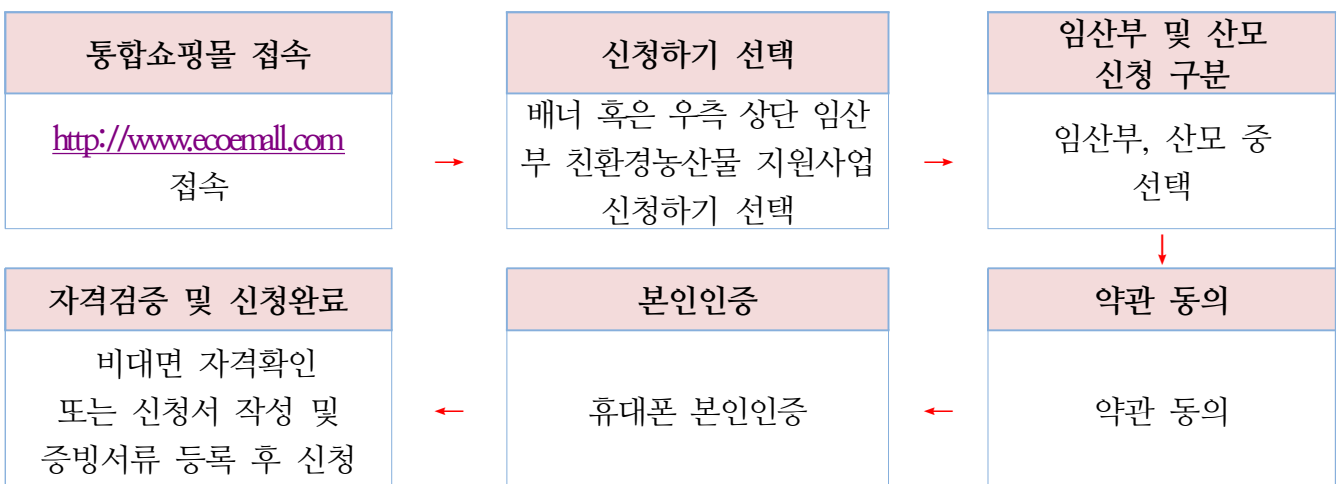 통합쇼핑몰 접속
http://www.ecoemall.com
접속
→
신청하기 선택
배너 혹은 우측 상단 임산
부 친환경농산물 지원사업
신청하기 선택
→
임산부 및 산모
신청 구분
임산부, 산모 중
선택
↓
약관 동의
약관 동의
←
본인인증
휴대폰 본인인증
←
자격검증 및 신청완료
비대면 자격확인
또는 신청서 작성 및
증빙서류 등록 후 신청